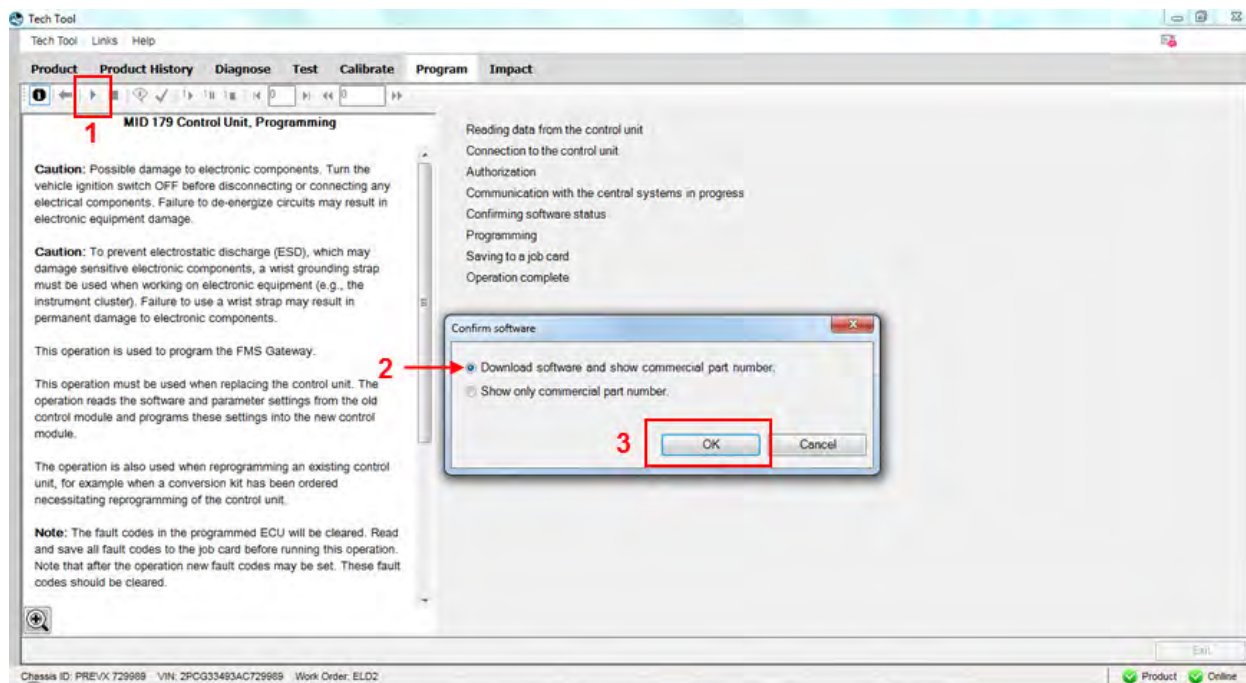 Tech Tool
Tech Tool Links Help
Product Product History Diagnose Test Calibrate Program Impact
0 0
1
MID 179 Control Unit, Programming
Caution: Possible damage to electronic components. Turn the
vehicle ignition switch OFF before disconnecting or connecting any
electrical components. Failure to de-energize circuits may result in
electronic equipment damage.
Caution: To prevent electrostatic discharge (ESD), which may
damage sensitive electronic components, a wrist grounding strap
must be used when working on electronic equipment (e.g., the
instrument cluster). Failure to use a wrist strap may result in
permanent damage to electronic components.
This operation is used to program the FMS Gateway.
This operation must be used when replacing the control unit. The
operation reads the software and parameter settings from the old
control module and programs these settings into the new control
module.
The operation is also used when reprogramming an existing control
unit, for example when a conversion kit has been ordered
necessitating reprogramming of the control unit.
Note: The fault codes in the programmed ECU will be cleared. Read
and save all fault codes to the job card before running this operation.
Note that after the operation new fault codes may be set. These fault
codes should be cleared.
Reading data from the control unit
Connection to the control unit
Authorization
Communication with the central systems in progress
Confirming software status
Programming
Saving to a job card
Operation complete
Confirm software
2
Download software and show commercial part number.
Show only commercial part number.
3
OK Cancel
Exit
Chassis ID: PREVX 729989 VIN: 2PCG33493AC729989 Work Order: ELD2
Product Online